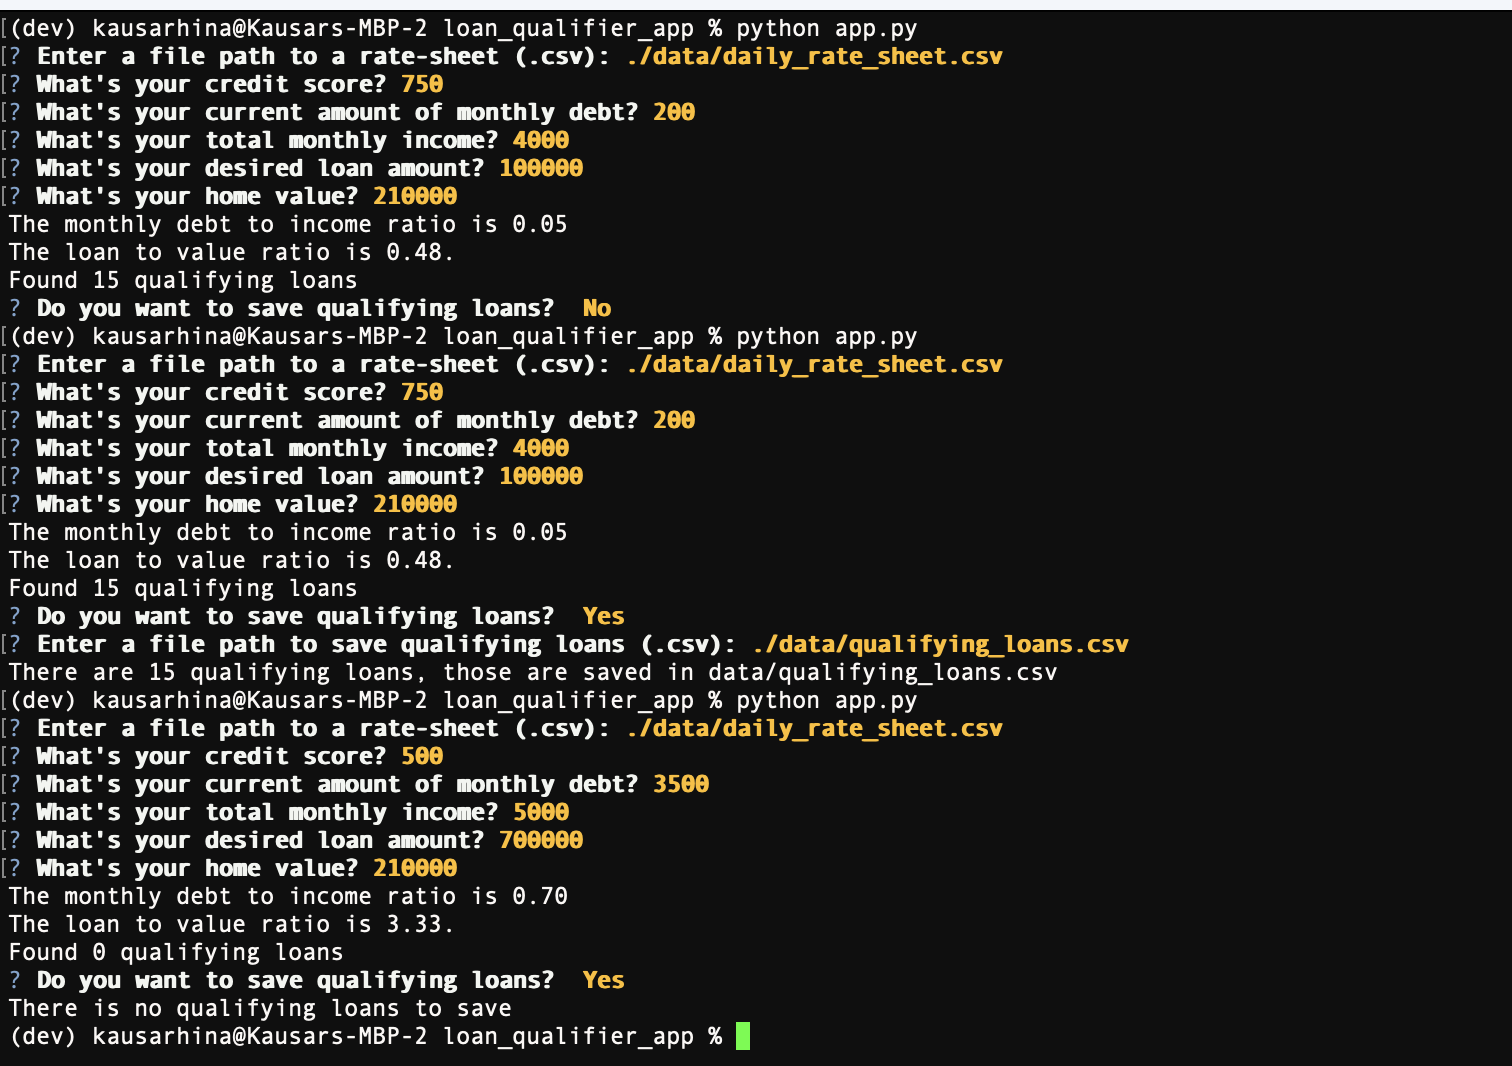 [(dev) kausarhina@Kausars-MBP-2 loan_qualifier_app % python app.py
[? Enter a file path to a rate-sheet (.csv): ./data/daily_rate_sheet.csv
[? What's your credit score? 750
[? What's your current amount of monthly debt? 200
[? What's your total monthly income? 4000
[? What's your desired loan amount? 100000
[? What's your home value? 210000
The monthly debt to income ratio is 0.05
The loan to value ratio is 0.48.
Found 15 qualifying loans
? Do you want to save qualifying loans?  No
[(dev) kausarhina@Kausars-MBP-2 loan_qualifier_app % python app.py
[? Enter a file path to a rate-sheet (.csv): ./data/daily_rate_sheet.csv
[? What's your credit score? 750
[? What's your current amount of monthly debt? 200
[? What's your total monthly income? 4000
[? What's your desired loan amount? 100000
[? What's your home value? 210000
The monthly debt to income ratio is 0.05
The loan to value ratio is 0.48.
Found 15 qualifying loans
? Do you want to save qualifying loans?  Yes
[? Enter a file path to save qualifying loans (.csv): ./data/qualifying_loans.csv
There are 15 qualifying loans, those are saved in data/qualifying_loans.csv
[(dev) kausarhina@Kausars-MBP-2 loan_qualifier_app % python app.py
[? Enter a file path to a rate-sheet (.csv): ./data/daily_rate_sheet.csv
[? What's your credit score? 500
[? What's your current amount of monthly debt? 3500
[? What's your total monthly income? 5000
[? What's your desired loan amount? 700000
[? What's your home value? 210000
The monthly debt to income ratio is 0.70
The loan to value ratio is 3.33.
Found 0 qualifying loans
? Do you want to save qualifying loans?  Yes
There is no qualifying loans to save
(dev) kausarhina@Kausars-MBP-2 loan_qualifier_app %